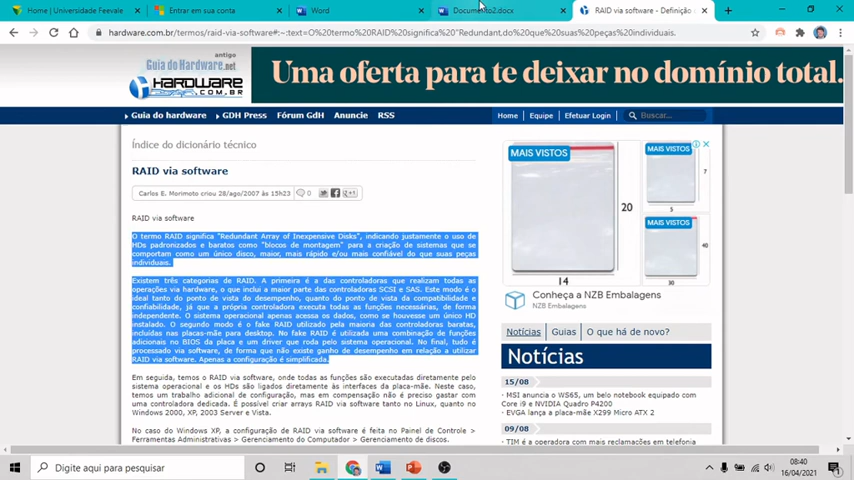 Home | Universidade Feevale
Entrar em sua conta
Word
Documento2.docx
RAID via software - Definição
hardware.com.br/termos/raid-via-software#:~:text=O%20termo%20RAID%20significa%20"Redundant,do%20que%20suas%20peças%20individuais.
antigo
Guia do Hardware.net
HARDWARE
.COM.BR
Uma oferta para te deixar no domínio total.
Guia do hardware
GDH Press
Fórum GdH
Anuncie
RSS
Home
Equipe
Efetuar Login
Buscar...
Índice do dicionário técnico
RAID via software
Carlos E. Morimoto criou 28/ago/2007 às 15h23
0
g+1
RAID via software
O termo RAID significa "Redundant Array of Inexpensive Disks", indicando justamente o uso de
HDs padronizados e baratos como "blocos de montagem" para a criação de sistemas que se
comportam como um único disco, maior, mais rápido e/ou mais confiável do que suas peças
individuais.
Existem três categorias de RAID. A primeira é a das controladoras que realizam todas as
operações via hardware, o que inclui a maior parte das controladoras SCSI e SAS. Este modo é o
ideal tanto do ponto de vista do desempenho, quanto do ponto de vista da compatibilidade e
confiabilidade, já que a própria controladora executa todas as funções necessárias, de forma
independente. O sistema operacional apenas acessa os dados, como se houvesse um único HD
instalado. O segundo modo é o fake RAID utilizado pela maioria das controladoras baratas,
incluídas nas placas-mãe para desktop. No fake RAID é utilizada uma combinação de funções
adicionais no BIOS da placa e um driver que roda pelo sistema operacional. No final, tudo é
processado via software, de forma que não existe ganho de desempenho em relação a utilizar
RAID via software. Apenas a configuração é simplificada.
Em seguida, temos o RAID via software, onde todas as funções são executadas diretamente pelo
sistema operacional e os HDs são ligados diretamente às interfaces da placa-mãe. Neste caso,
temos um trabalho adicional de configuração, mas em compensação não é preciso gastar com
uma controladora dedicada. É possível criar arrays RAID via software tanto no Linux, quanto no
Windows 2000, XP, 2003 Server e Vista.
No caso do Windows XP, a configuração de RAID via software é feita no Painel de Controle >
Ferramentas Administrativas > Gerenciamento do Computador > Gerenciamento de discos.
MAIS VISTOS
20
14
MAIS VISTOS
7
5
40
30
Conheça a NZB Embalagens
NZB Embalagens
Notícias
Guias
O que há de novo?
Notícias
15/08
MSI anuncia o WS65, um belo notebook equipado com
Core i9 e NVIDIA Quadro P4200
EVGA lança a placa-mãe X299 Micro ATX 2
09/08
TIM é a operadora com mais reclamações em telefonia
Digite aqui para pesquisar
08:40
16/04/2021
1